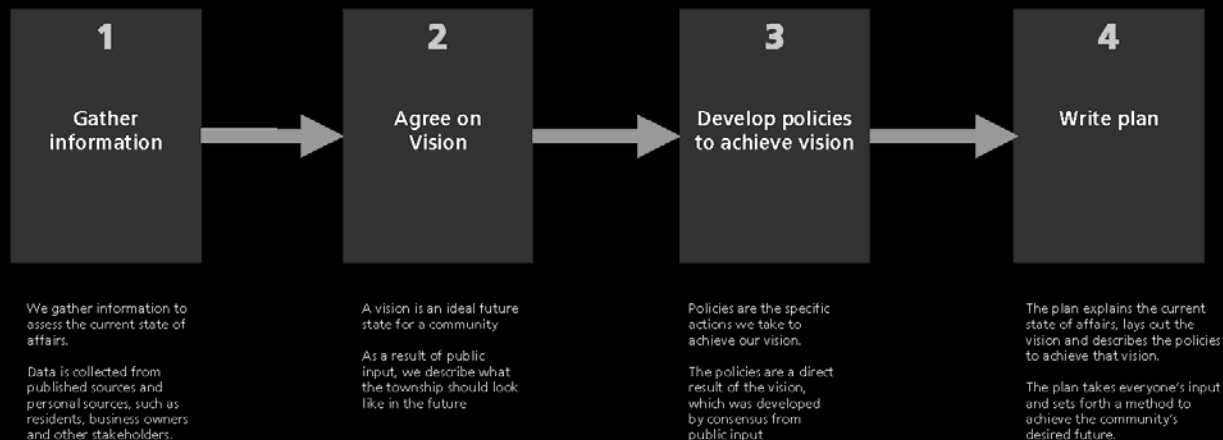 1
Gather
information
2
Agree on
Vision
3
Develop policies
to achieve vision
4
Write plan
We gather information to
assess the current state of
affairs.
Data is collected from
published sources and
personal sources, such as
residents, business owners
and other stakeholders.
A vision is an ideal future
state for a community
As a result of public
input, we describe what
the township should look
like in the future
Policies are the specific
actions we take to
achieve our vision.
The policies are a direct
result of the vision,
which was developed
by consensus from
public input
The plan explains the current
state of affairs, lays out the
vision and describes the policies
to achieve that vision.
The plan takes everyone's input
and sets forth a method to
achieve the community's
desired future.